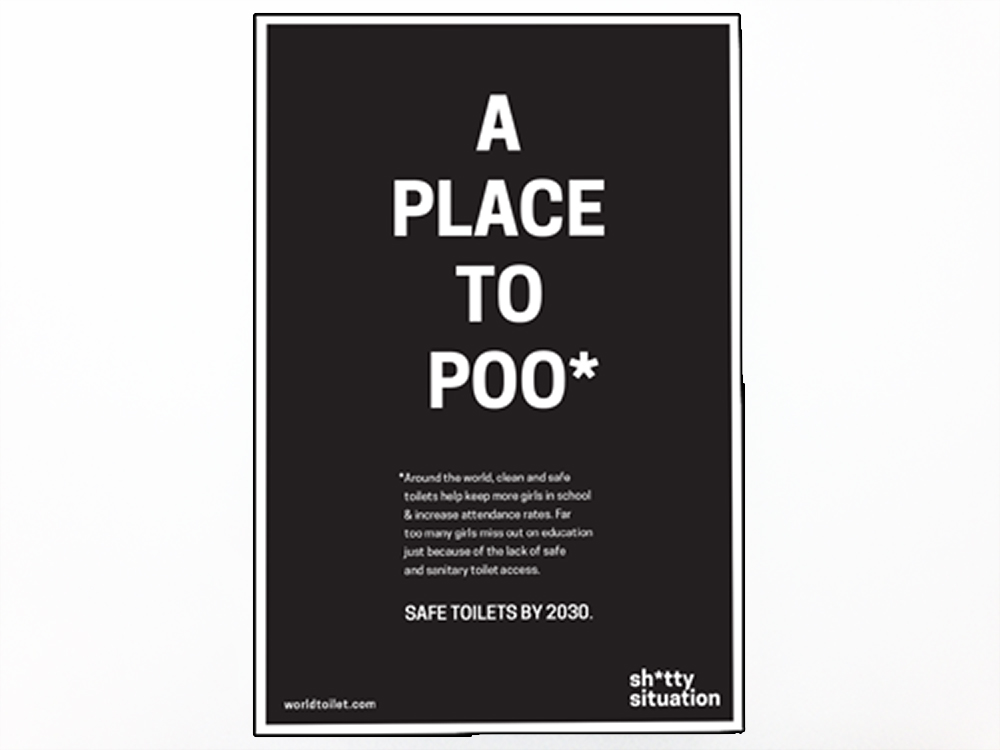 A
PLACE
TO
POO*
*Around the world, clean and safe
toilets help keep more girls in school
& increase attendance rates. Far
too many girls miss out on education
just because of the lack of safe
and sanitary toilet access.
SAFE TOILETS BY 2030.
sh*tty
situation
worldtoilet.com